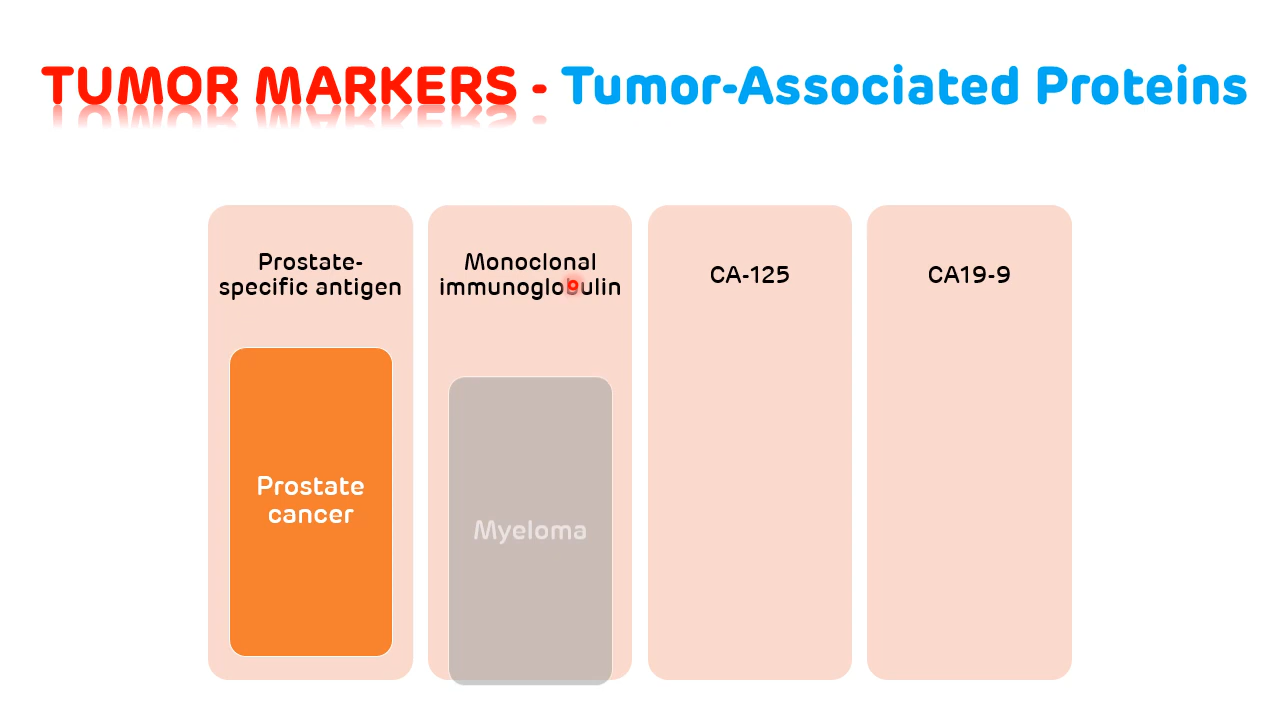 TUMOR MARKERS - Tumor-Associated Proteins
Prostate-
specific antigen
Monoclonal
immunoglobulin
CA-125
CA19-9
Prostate
cancer
Myeloma